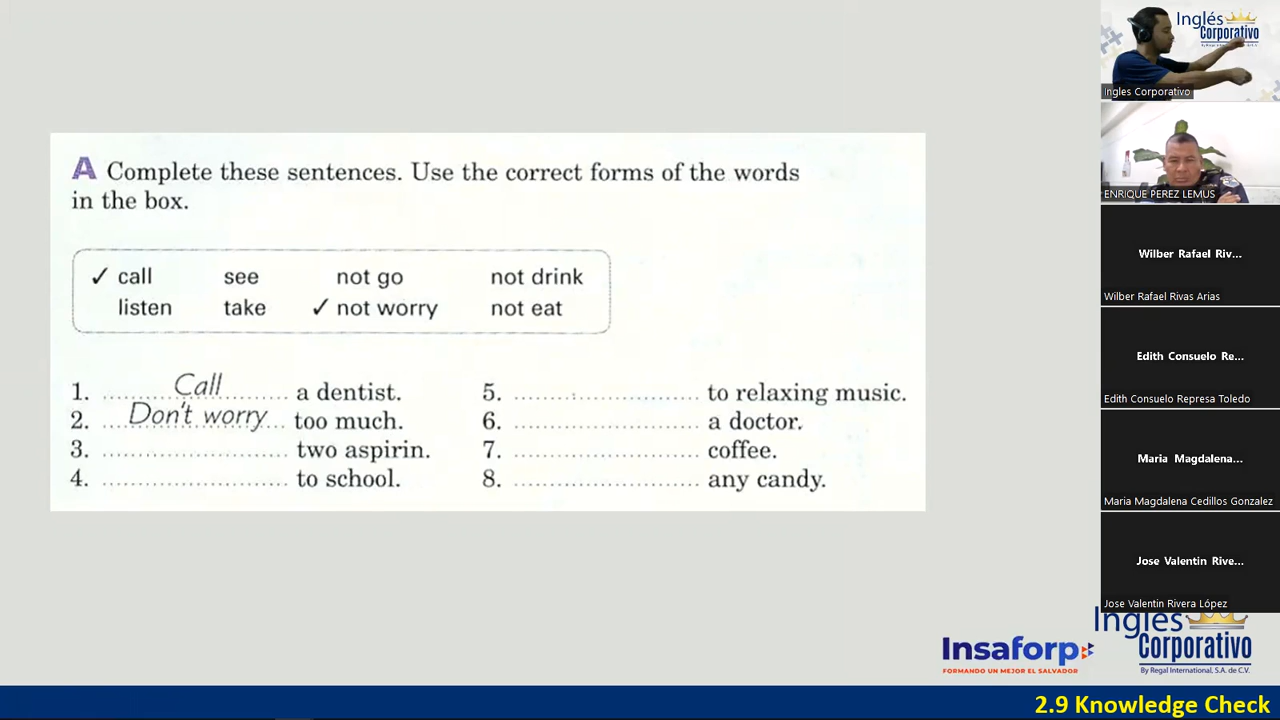 Inglés
Corporativo
By Regal International, S.A. de C.V.
Ingles Corporativo
ENRIQUE PEREZ LEMUS
Wilber Rafael Riv...
Wilber Rafael Rivas Arias
Edith Consuelo Re...
Edith Consuelo Represa Toledo
Maria Magdalena...
Maria Magdalena Cedillos Gonzalez
Jose Valentin Rive...
Jose Valentin Rivera López
A Complete these sentences. Use the correct forms of the words
in the box.
✓ call see not go not drink
listen take ✓ not worry not eat
1. Call a dentist.
2. Don't worry too much.
3. two aspirin.
4. to school.
5. to relaxing music.
6. a doctor.
7. coffee.
8. any candy.
Insaforp
FORMANDO UN MEJOR EL SALVADOR
Inglés
Corporativo
By Regal International, S.A. de C.V.
2.9 Knowledge Check